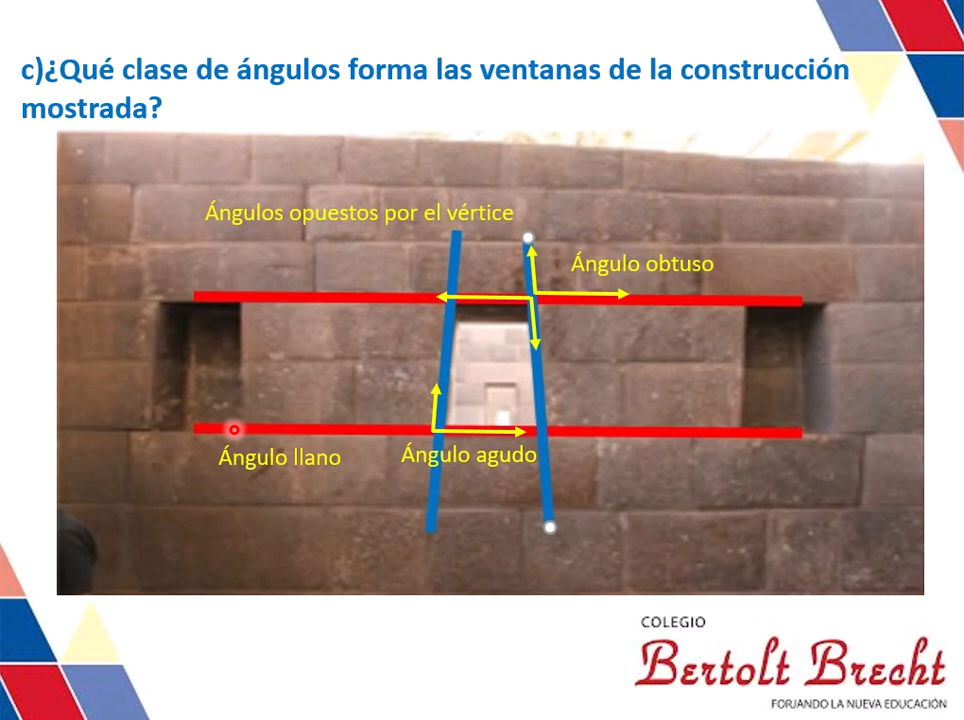 c)¿Qué clase de ángulos forma las ventanas de la construcción
mostrada?
Ángulos opuestos por el vértice
Ángulo obtuso
Ángulo llano
Ángulo agudo
COLEGIO
Bertolt Brecht
FORJANDO LA NUEVA EDUCACIÓN